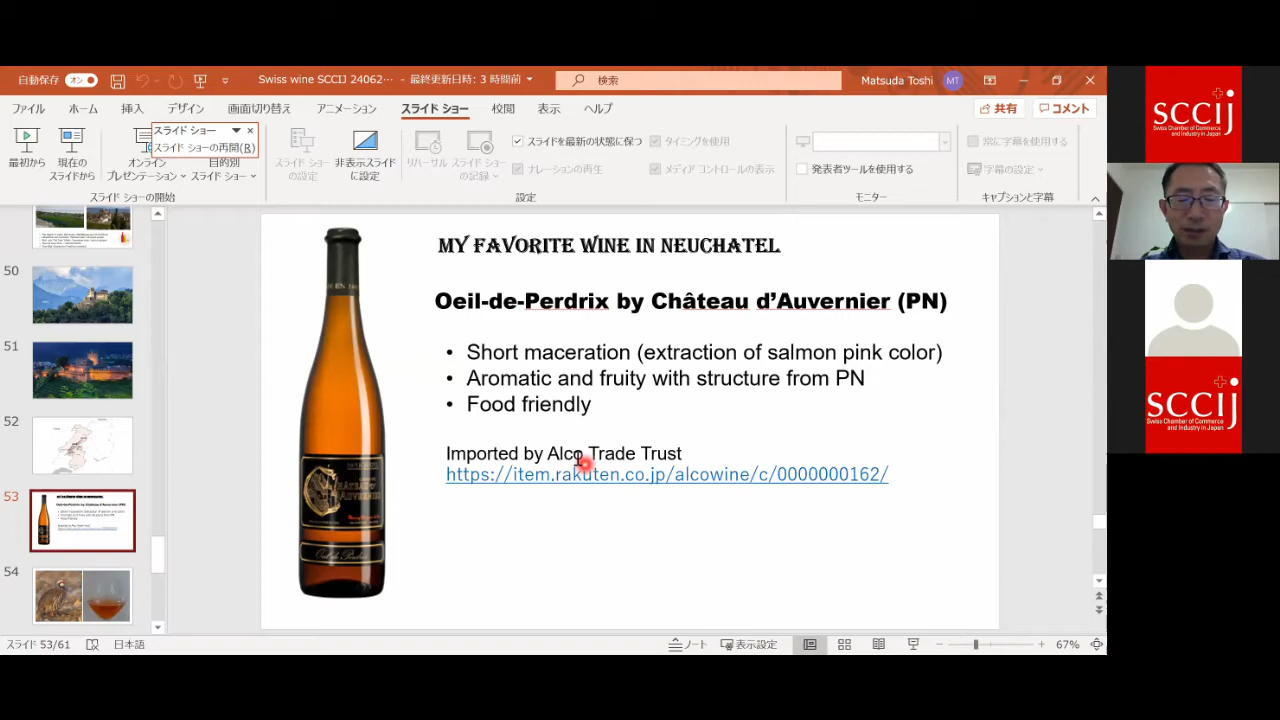 自動保存 オン
Swiss wine SCCIJ 24062… - 最終更新日時: 3 時間前
検索
Matsuda Toshi MT
ファイル ホーム 挿入 デザイン 画面切り替え アニメーション スライド ショー 校閲 表示 ヘルプ
共有 コメント
スライド ショー
スライド ショーの再開(R)
最初から
現在の
スライドから
オンライン
プレゼンテーション
目的別
スライド ショー
スライド ショーの開始
スライド ショー
の設定
非表示スライド
に設定
リハーサル
スライド ショー
の記録
スライドを最新の状態に保つ
ナレーションの再生
タイミングを使用
メディア コントロールの表示
設定
発表者ツールを使用する
モニター
常に字幕を使用する
字幕の設定
キャプションと字幕
50
51
52
53
54
MY FAVORITE WINE IN NEUCHATEL
Oeil-de-Perdrix by Château d'Auvernier (PN)
• Short maceration (extraction of salmon pink color)
• Aromatic and fruity with structure from PN
• Food friendly
Imported by Alco Trade Trust
https://item.rakuten.co.jp/alcowine/c/0000000162/
CHÂTEAU
D'AUVERNIER
Oeil de Perdrix
スライド 53/61
日本語
ノート
表示設定
67%
SCCIJ
Swiss Chamber of Commerce
and Industry in Japan
SCCIJ
Swiss Chamber of Commerce
and Industry in Japan